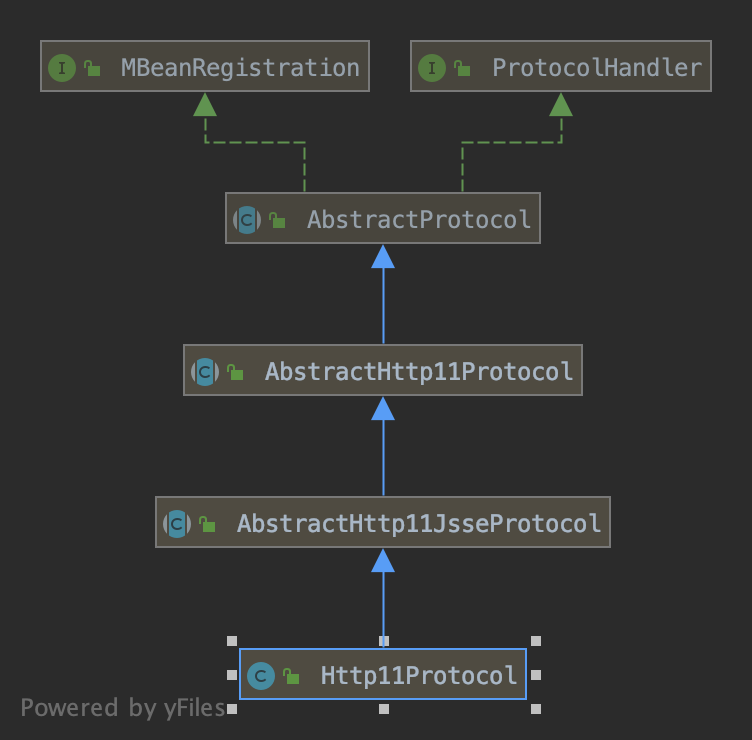 MBeanRegistration
ProtocolHandler
AbstractProtocol
AbstractHttp11Protocol
AbstractHttp11JsseProtocol
Http11Protocol
Powered by yFiles